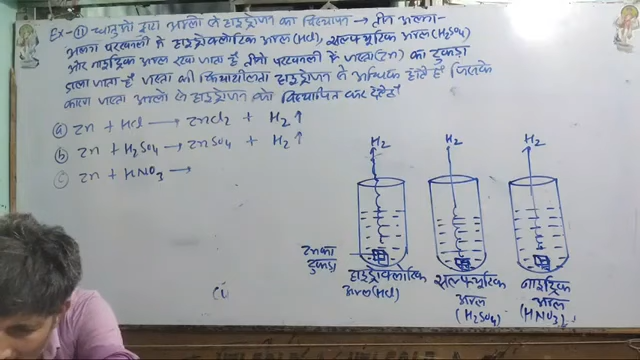 Ex-① धातुओं द्वारा अम्लों से हाइड्रोजन का विस्थापन → तीन अलग-
अलग परखनली में हाइड्रोक्लोरिक अम्ल (Hcl), सल्फ्यूरिक अम्ल (H₂SO₄)
और नाइट्रिक अम्ल रखा जाता है तीनों परखनली में जस्ता (Zn) का टुकड़ा
डाला जाता है जस्ता की क्रियाशीलता हाइड्रोजन से अधिक होती है जिसके
कारण जस्ता अम्लों से हाइड्रोजन को विस्थापित कर देता है
(a) Zn + Hcl → Zncl₂ + H₂↑
(b) Zn + H₂SO₄ → ZnSO₄ + H₂↑
(c) Zn + HNO₃ →
H₂ H₂ H₂
Zn का
टुकड़ा
हाइड्रोक्लोरिक
अम्ल (Hcl)
सल्फ्यूरिक
अम्ल
(H₂SO₄)
नाइट्रिक
अम्ल
(HNO₃)